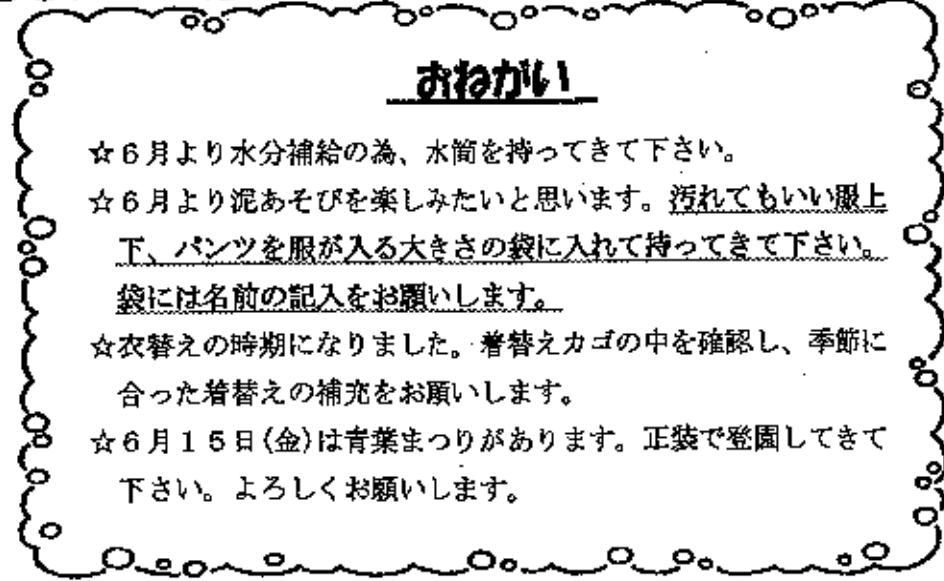 おねがい
☆６月より水分補給の為、水筒を持ってきて下さい。
☆６月より泥あそびを楽しみたいと思います。汚れてもいい服上
下、パンツを服が入る大きさの袋に入れて持ってきて下さい。
袋には名前の記入をお願いします。
☆衣替えの時期になりました。着替えカゴの中を確認し、季節に
合った着替えの補充をお願いします。
☆６月１５日(金)は青葉まつりがあります。正装で登園してきて
下さい。よろしくお願いします。